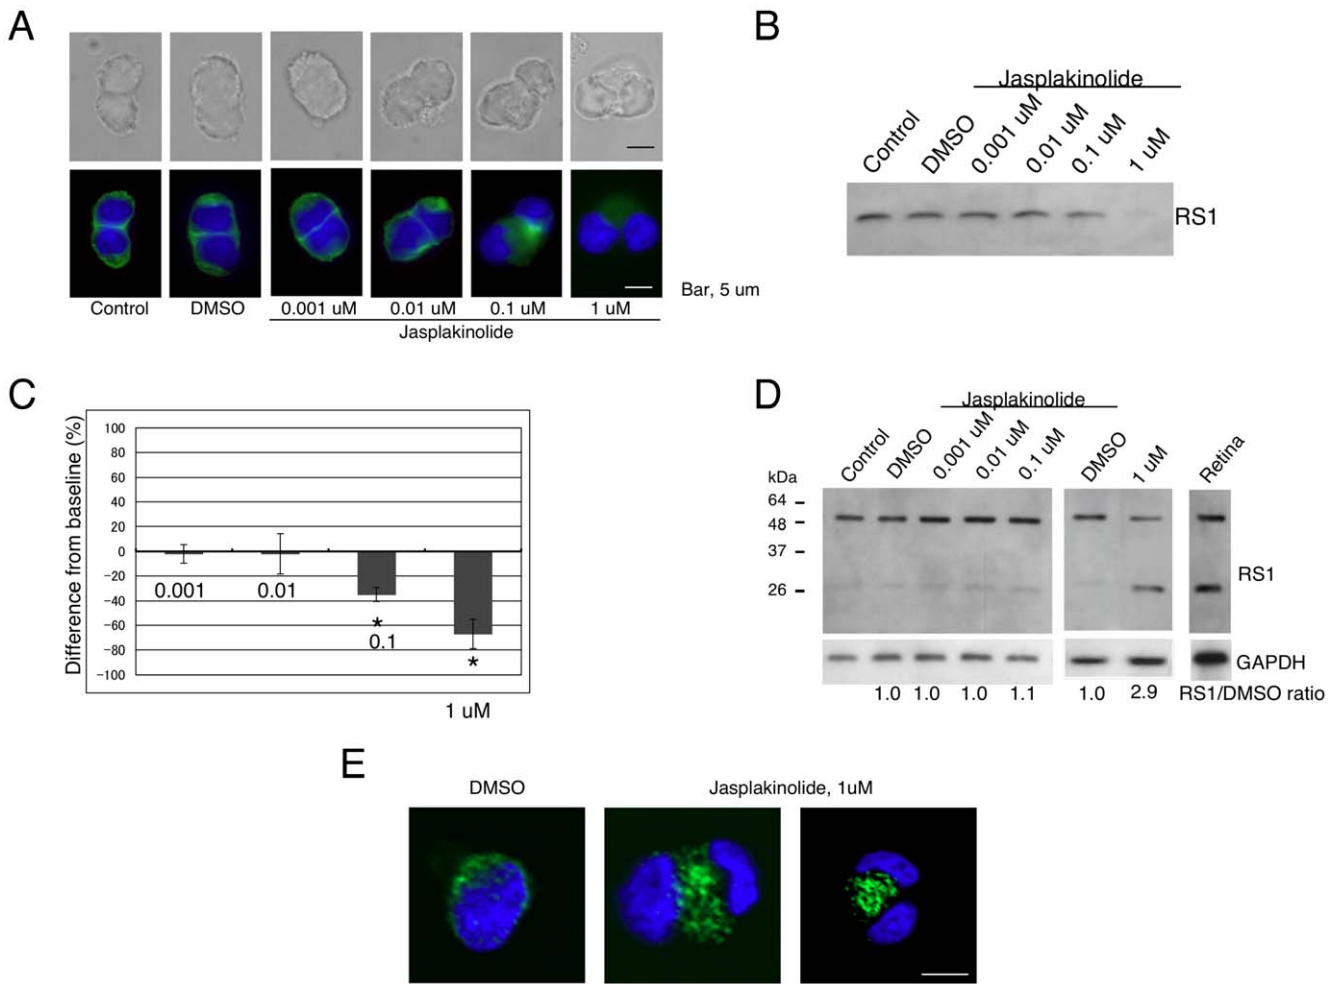 A
Control
DMSO
0.001 uM
0.01 uM
0.1 uM
1 uM
Jasplakinolide
Bar, 5 um
B
Jasplakinolide
Control
DMSO
0.001 uM
0.01 uM
0.1 uM
1 uM
RS1
C
Difference from baseline (%)
100
80
60
40
20
0
−20
−40
−60
−80
−100
0.001
0.01
*
0.1
*
1 uM
D
Jasplakinolide
Control
DMSO
0.001 uM
0.01 uM
0.1 uM
DMSO
1 uM
Retina
kDa
64
48
37
26
RS1
GAPDH
1.0 1.0 1.0 1.1 1.0 2.9 RS1/DMSO ratio
E
DMSO
Jasplakinolide, 1uM